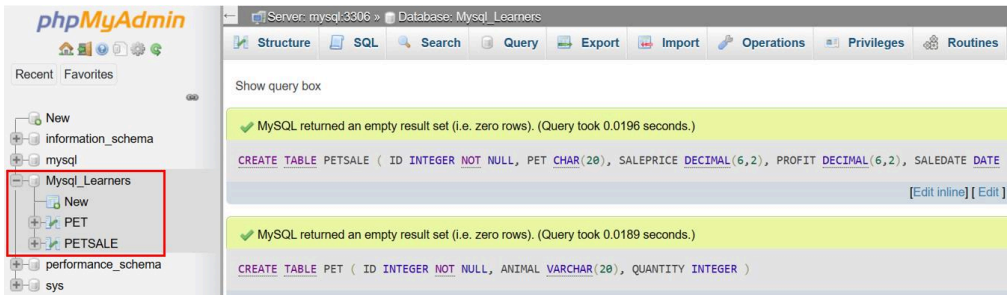 phpMyAdmin
Recent Favorites
New
information_schema
mysql
Mysql_Learners
New
PET
PETSALE
performance_schema
sys
Server: mysql:3306 » Database: Mysql_Learners
Structure SQL Search Query Export Import Operations Privileges Routines
Show query box
MySQL returned an empty result set (i.e. zero rows). (Query took 0.0196 seconds.)
CREATE TABLE PETSALE ( ID INTEGER NOT NULL, PET CHAR(20), SALEPRICE DECIMAL(6,2), PROFIT DECIMAL(6,2), SALEDATE DATE
[Edit inline] [ Edit ]
MySQL returned an empty result set (i.e. zero rows). (Query took 0.0189 seconds.)
CREATE TABLE PET ( ID INTEGER NOT NULL, ANIMAL VARCHAR(20), QUANTITY INTEGER )